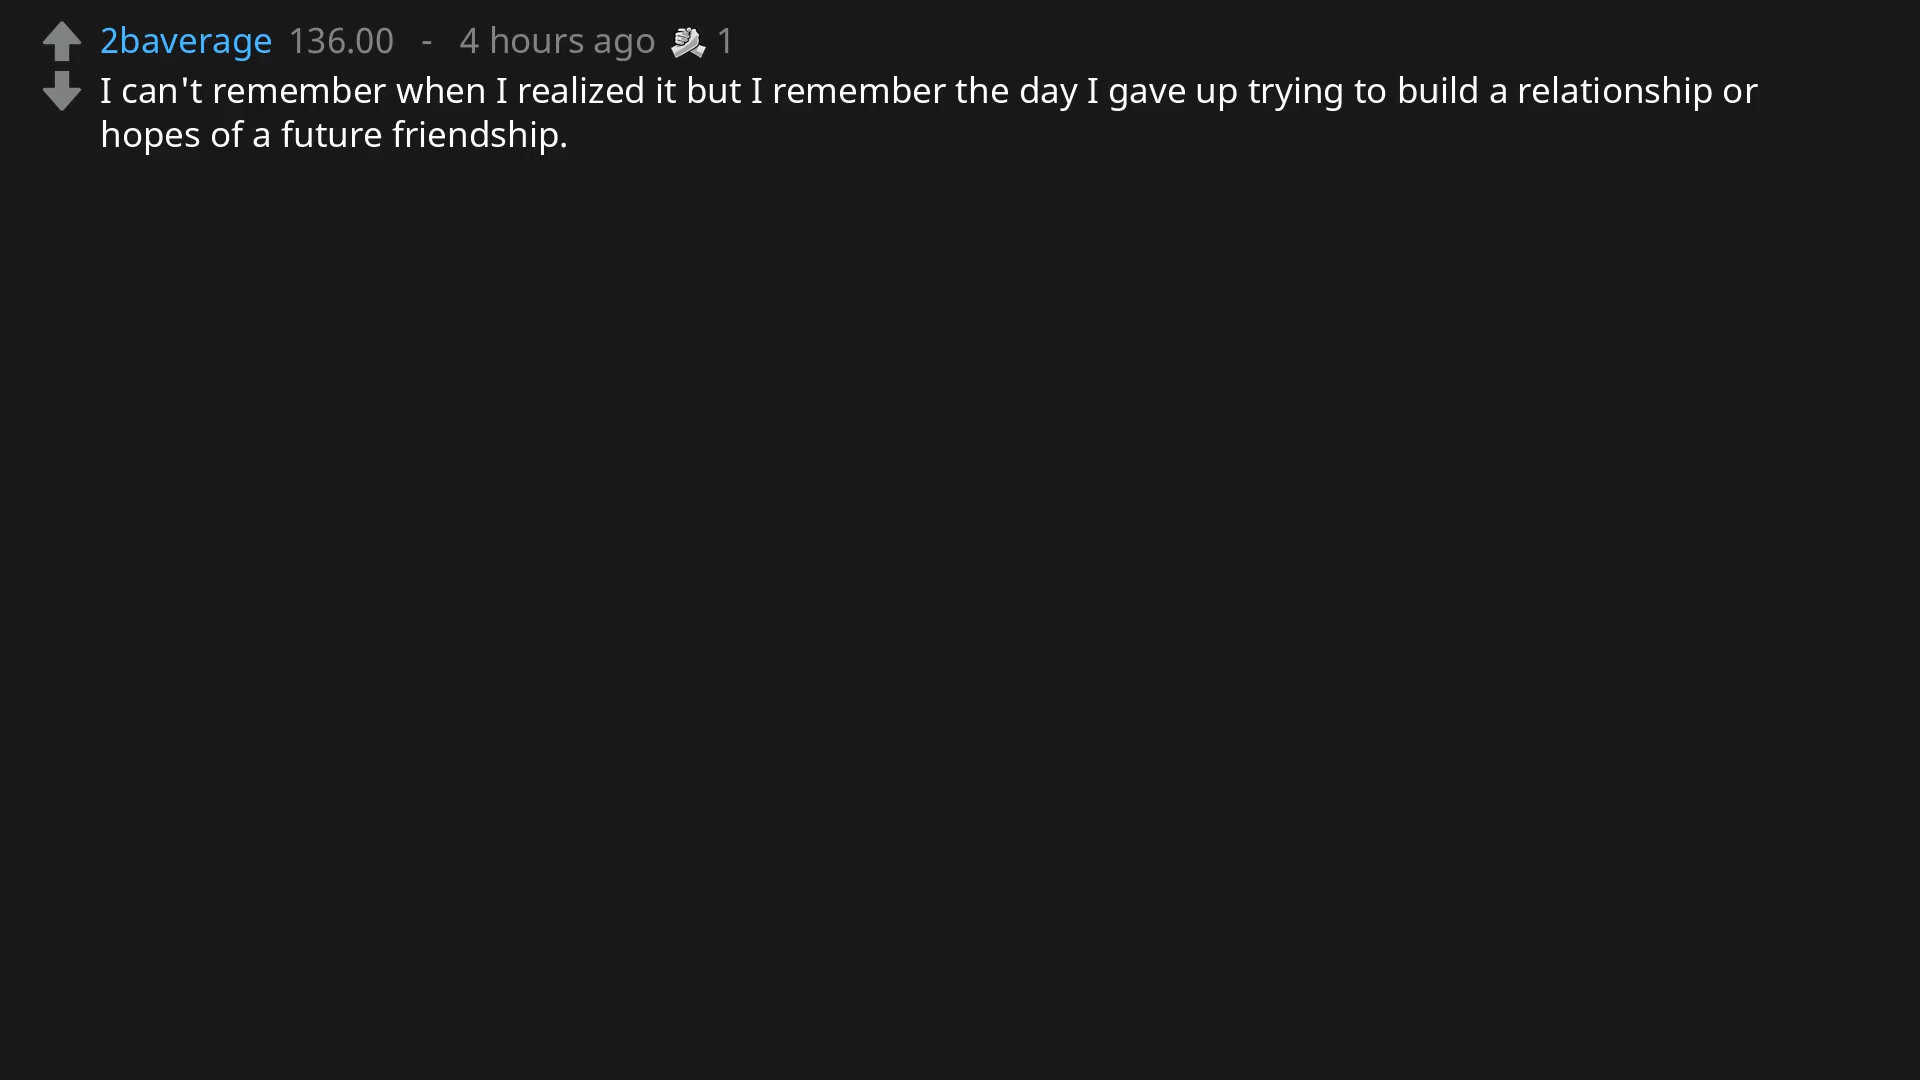 2baverage 136.00 - 4 hours ago 1
I can't remember when I realized it but I remember the day I gave up trying to build a relationship or
hopes of a future friendship.